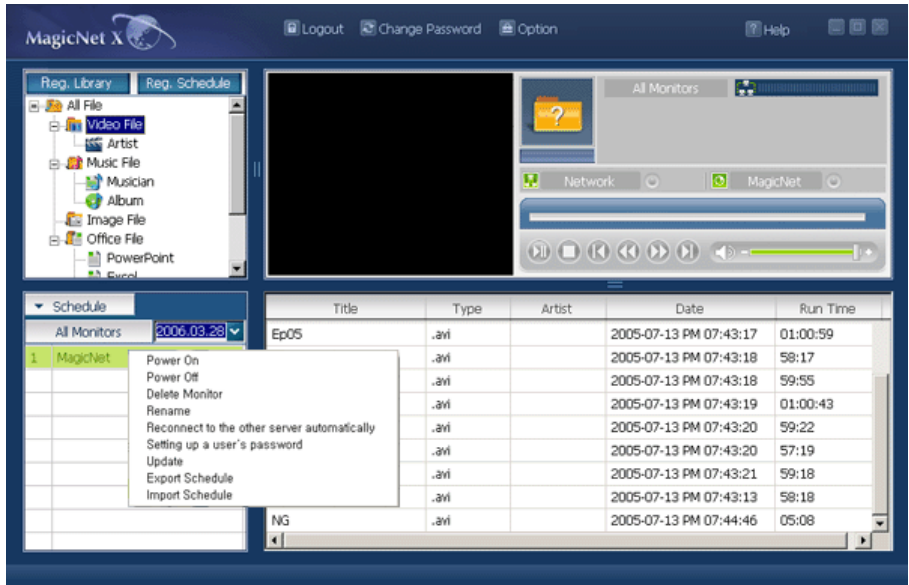 MagicNet X
Logout
Change Password
Option
Help
Reg. Library
Reg. Schedule
All File
Video File
Artist
Music File
Musician
Album
Image File
Office File
PowerPoint
Excel
All Monitors
Network
MagicNet
Schedule
All Monitors
2006.03.28
1 MagicNet
Power On
Power Off
Delete Monitor
Rename
Reconnect to the other server automatically
Setting up a user's password
Update
Export Schedule
Import Schedule
Title Type Artist Date Run Time
Ep05 .avi 2005-07-13 PM 07:43:17 01:00:59
.avi 2005-07-13 PM 07:43:18 58:17
.avi 2005-07-13 PM 07:43:18 59:55
.avi 2005-07-13 PM 07:43:19 01:00:43
.avi 2005-07-13 PM 07:43:20 59:22
.avi 2005-07-13 PM 07:43:20 57:19
.avi 2005-07-13 PM 07:43:21 59:18
.avi 2005-07-13 PM 07:43:13 58:18
NG .avi 2005-07-13 PM 07:44:46 05:08